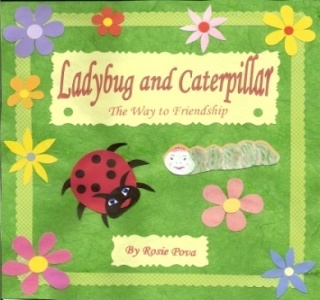 Ladybug and Caterpillar
The Way to Friendship
By Rosie Pova